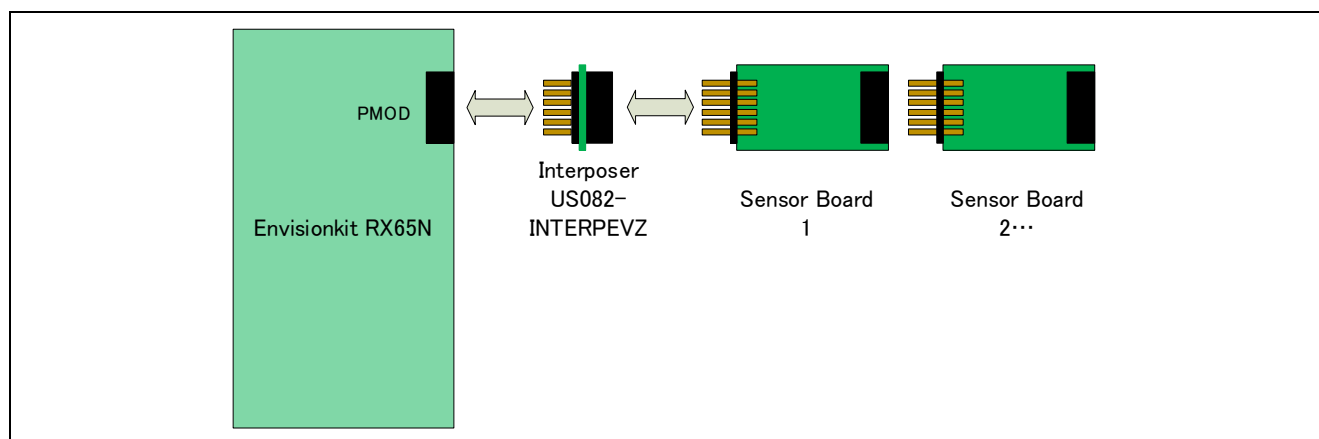 PMOD
Envisionkit RX65N
Interposer
US082-
INTERPEVZ
Sensor Board
1
Sensor Board
2…